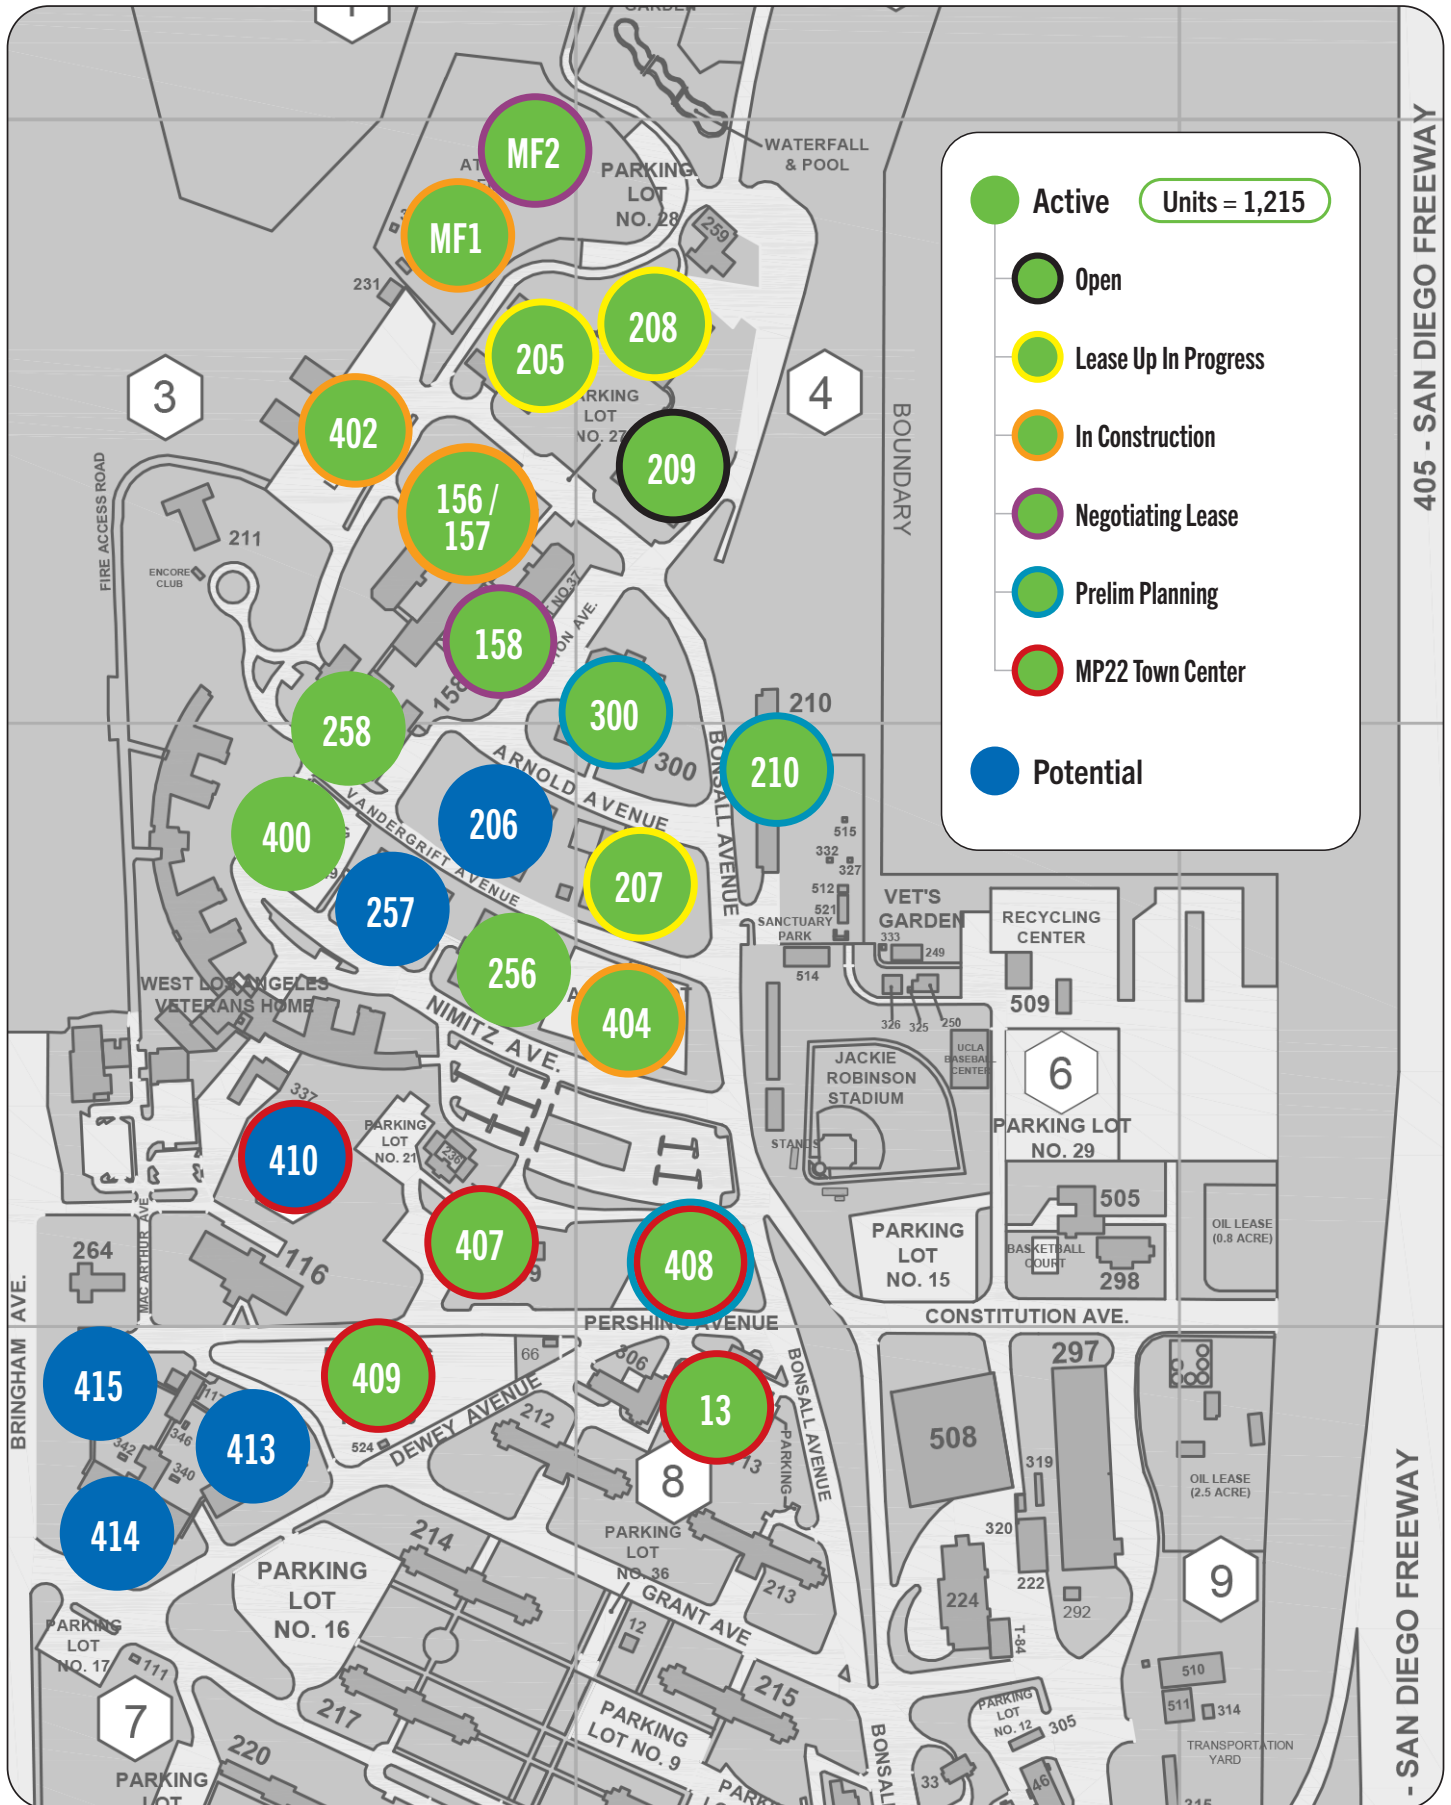 WATERFALL
& POOL
MF2
PARKING
LOT
NO. 28
MF1
259
231
405 - SAN DIEGO FREEWAY
Active
Units = 1,215
Open
Lease Up In Progress
In Construction
Negotiating Lease
Prelim Planning
MP22 Town Center
Potential
208
205
3
4
402
LOT
NO. 27
209
BOUNDARY
156 /
157
FIRE ACCESS ROAD
211
ENCORE
CLUB
158
158
300
300
210
210
258
ARNOLD AVENUE
BONSALL AVENUE
VANDERGRIFT AVENUE
206
400
207
257
515
332
327
512
521
SANCTUARY
PARK
VET'S
GARDEN
333
249
514
326
325
250
RECYCLING
CENTER
509
256
404
WEST LOS ANGELES
VETERANS HOME
NIMITZ AVE.
UCLA
BASEBALL
CENTER
JACKIE
ROBINSON
STADIUM
STANDS
6
PARKING LOT
NO. 29
337
410
PARKING
LOT
NO. 21
236
407
408
505
BASKETBALL
COURT
298
OIL LEASE
(0.8 ACRE)
PARKING
LOT
NO. 15
264
MAC ARTHUR AVE
116
BRINGHAM AVE.
PERSHING AVENUE
CONSTITUTION AVE.
415
117
346
342
340
413
414
409
66
524
DEWEY AVENUE
306
13
13
BONSALL AVENUE
PARKING
212
8
297
508
319
320
222
224
292
T-84
OIL LEASE
(2.5 ACRE)
9
- SAN DIEGO FREEWAY
214
PARKING
LOT
NO. 16
PARKING
LOT
NO. 36
213
GRANT AVE
12
PARKING
LOT
NO. 17
111
7
217
215
PARKING
LOT NO. 9
220
PARKING
LOT
BONSALL
PARKING
LOT
NO. 12
305
33
46
510
511
314
TRANSPORTATION
YARD
315